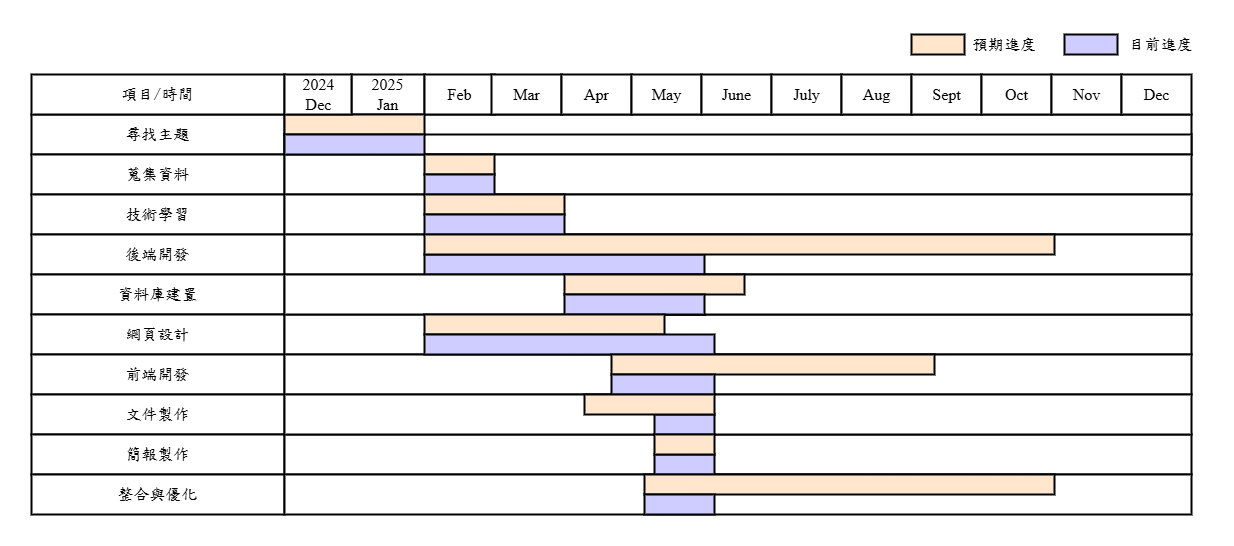 預期進度 目前進度
項目/時間 2024 Dec 2025 Jan Feb Mar Apr May June July Aug Sept Oct Nov Dec
尋找主題
蒐集資料
技術學習
後端開發
資料庫建置
網頁設計
前端開發
文件製作
簡報製作
整合與優化